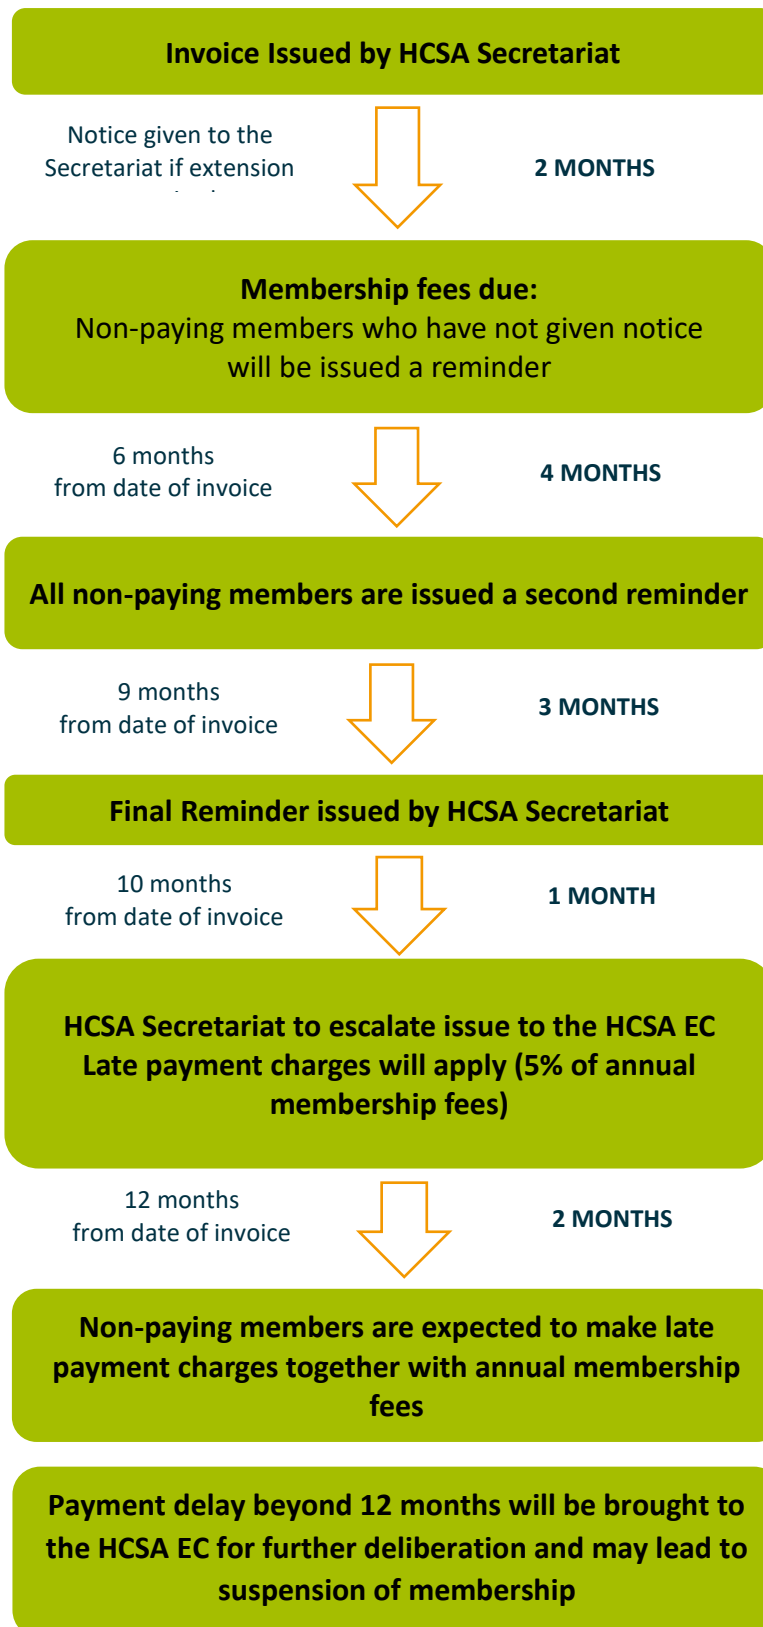 Invoice Issued by HCSA Secretariat
Notice given to the
Secretariat if extension
2 MONTHS
Membership fees due:
Non-paying members who have not given notice
will be issued a reminder
6 months
from date of invoice
4 MONTHS
All non-paying members are issued a second reminder
9 months
from date of invoice
3 MONTHS
Final Reminder issued by HCSA Secretariat
10 months
from date of invoice
1 MONTH
HCSA Secretariat to escalate issue to the HCSA EC
Late payment charges will apply (5% of annual
membership fees)
12 months
from date of invoice
2 MONTHS
Non-paying members are expected to make late
payment charges together with annual membership
fees
Payment delay beyond 12 months will be brought to
the HCSA EC for further deliberation and may lead to
suspension of membership